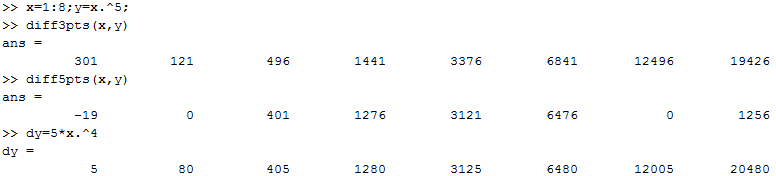 >> x=1:8;y=x.^5;
>> diff3pts(x,y)
ans =
301 121 496 1441 3376 6841 12496 19426
>> diff5pts(x,y)
ans =
-19 0 401 1276 3121 6476 0 1256
>> dy=5*x.^4
dy =
5 80 405 1280 3125 6480 12005 20480